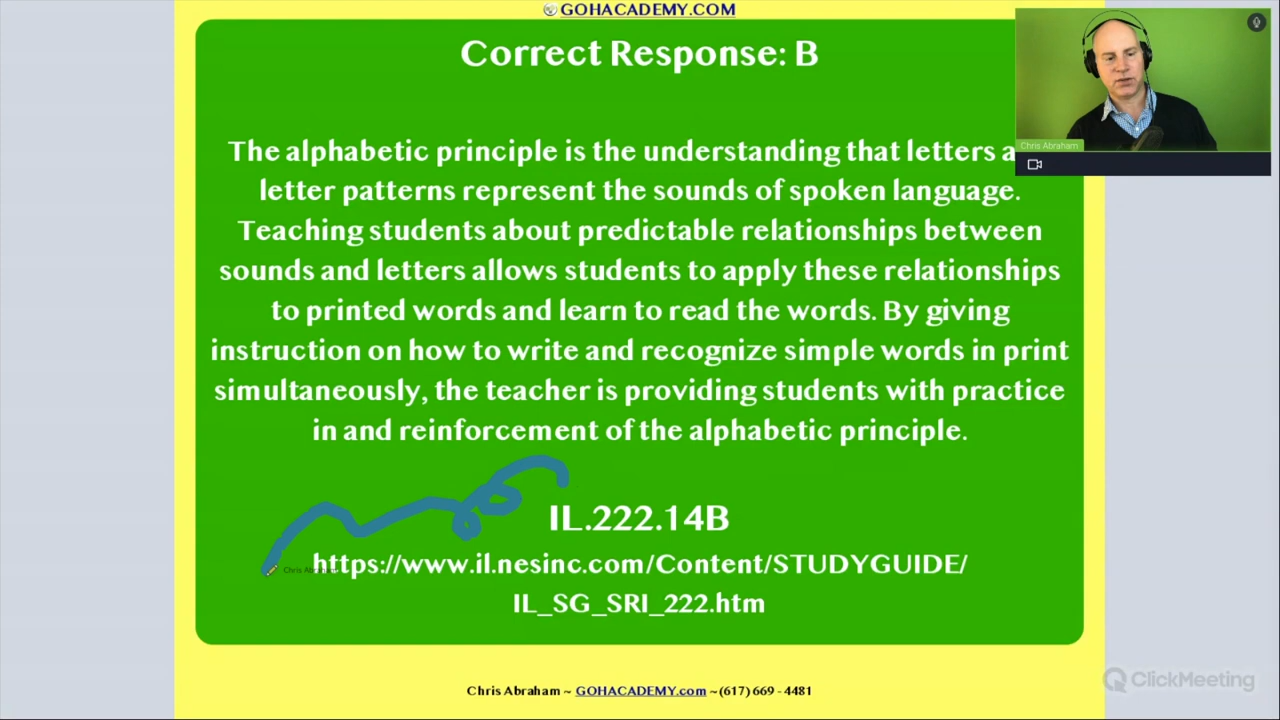 GOHACADEMY.COM
Correct Response: B
Chris Abraham
The alphabetic principle is the understanding that letters
letter patterns represent the sounds of spoken language.
Teaching students about predictable relationships between
sounds and letters allows students to apply these relationships
to printed words and learn to read the words. By giving
instruction on how to write and recognize simple words in print
simultaneously, the teacher is providing students with practice
in and reinforcement of the alphabetic principle.
IL.222.14B
https://www.il.nesinc.com/Content/STUDYGUIDE/
Chris
IL_SG_SRI_222.htm
ClickMeeting
Chris Abraham ~ GOHACADEMY.com ~(617) 669 - 4481